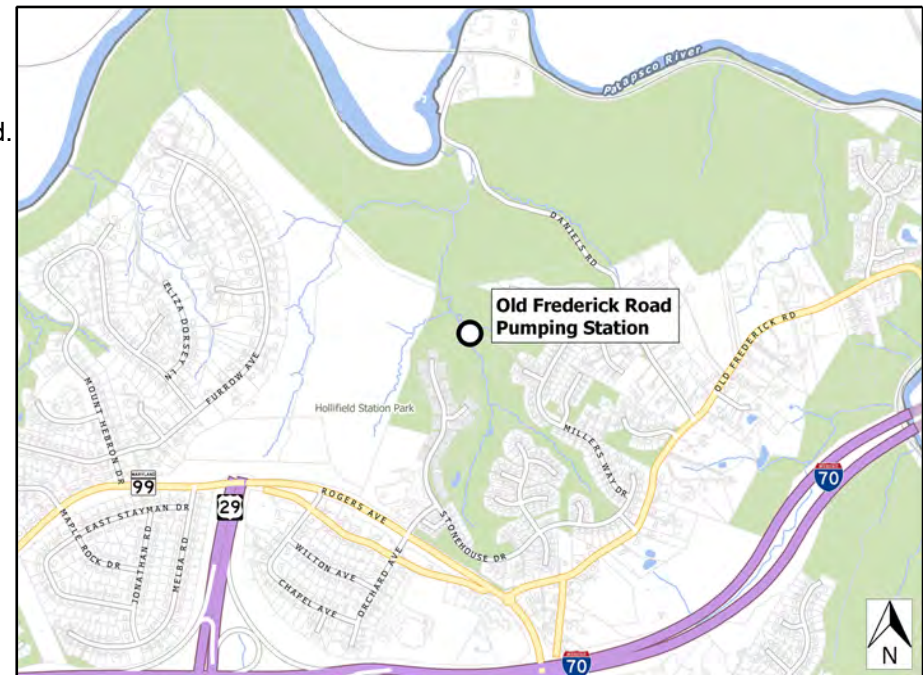 d.
Patapsco River
DANIELS RD
Old Frederick Road
Pumping Station
OLD FREDERICK RD
ELIZA DORSEY LN
FURROW AVE
MOUNT HEBRON DR
Hollifield Station Park
MILLERS WAY DR
MARYLAND
99
29
70
ROGERS AVE
EAST STAYMAN DR
MAPLE ROCK DR
JONATHAN RD
MELBA RD
WILTON AVE
CHAPEL AVE
ORCHARD AVE
STONEHOUSE DR
70
N